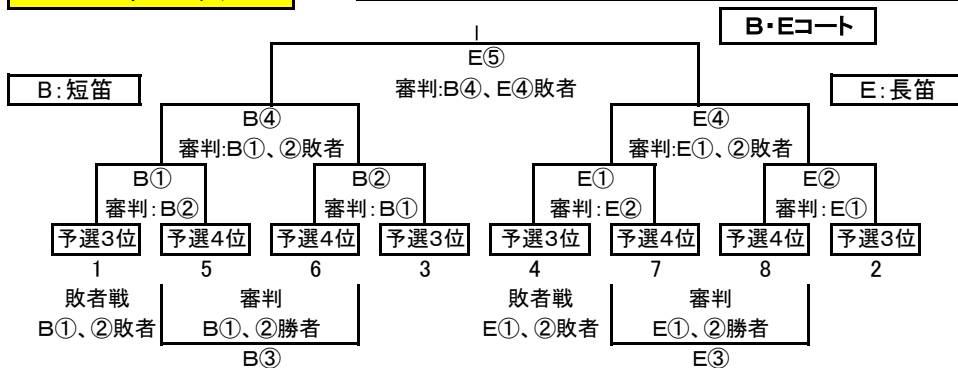 B・Eコート
E⑤
審判:B④、E④敗者
B:短笛
E:長笛
B④
審判:B①、②敗者
E④
審判:E①、②敗者
B①
審判:B②
B②
審判:B①
E①
審判:E②
E②
審判:E①
予選3位 予選4位 予選4位 予選3位 予選3位 予選4位 予選4位 予選3位
1 5 6 3 4 7 8 2
敗者戦 審判 敗者戦 審判
B①、②敗者 B①、②勝者 E①、②敗者 E①、②勝者
B③ E③